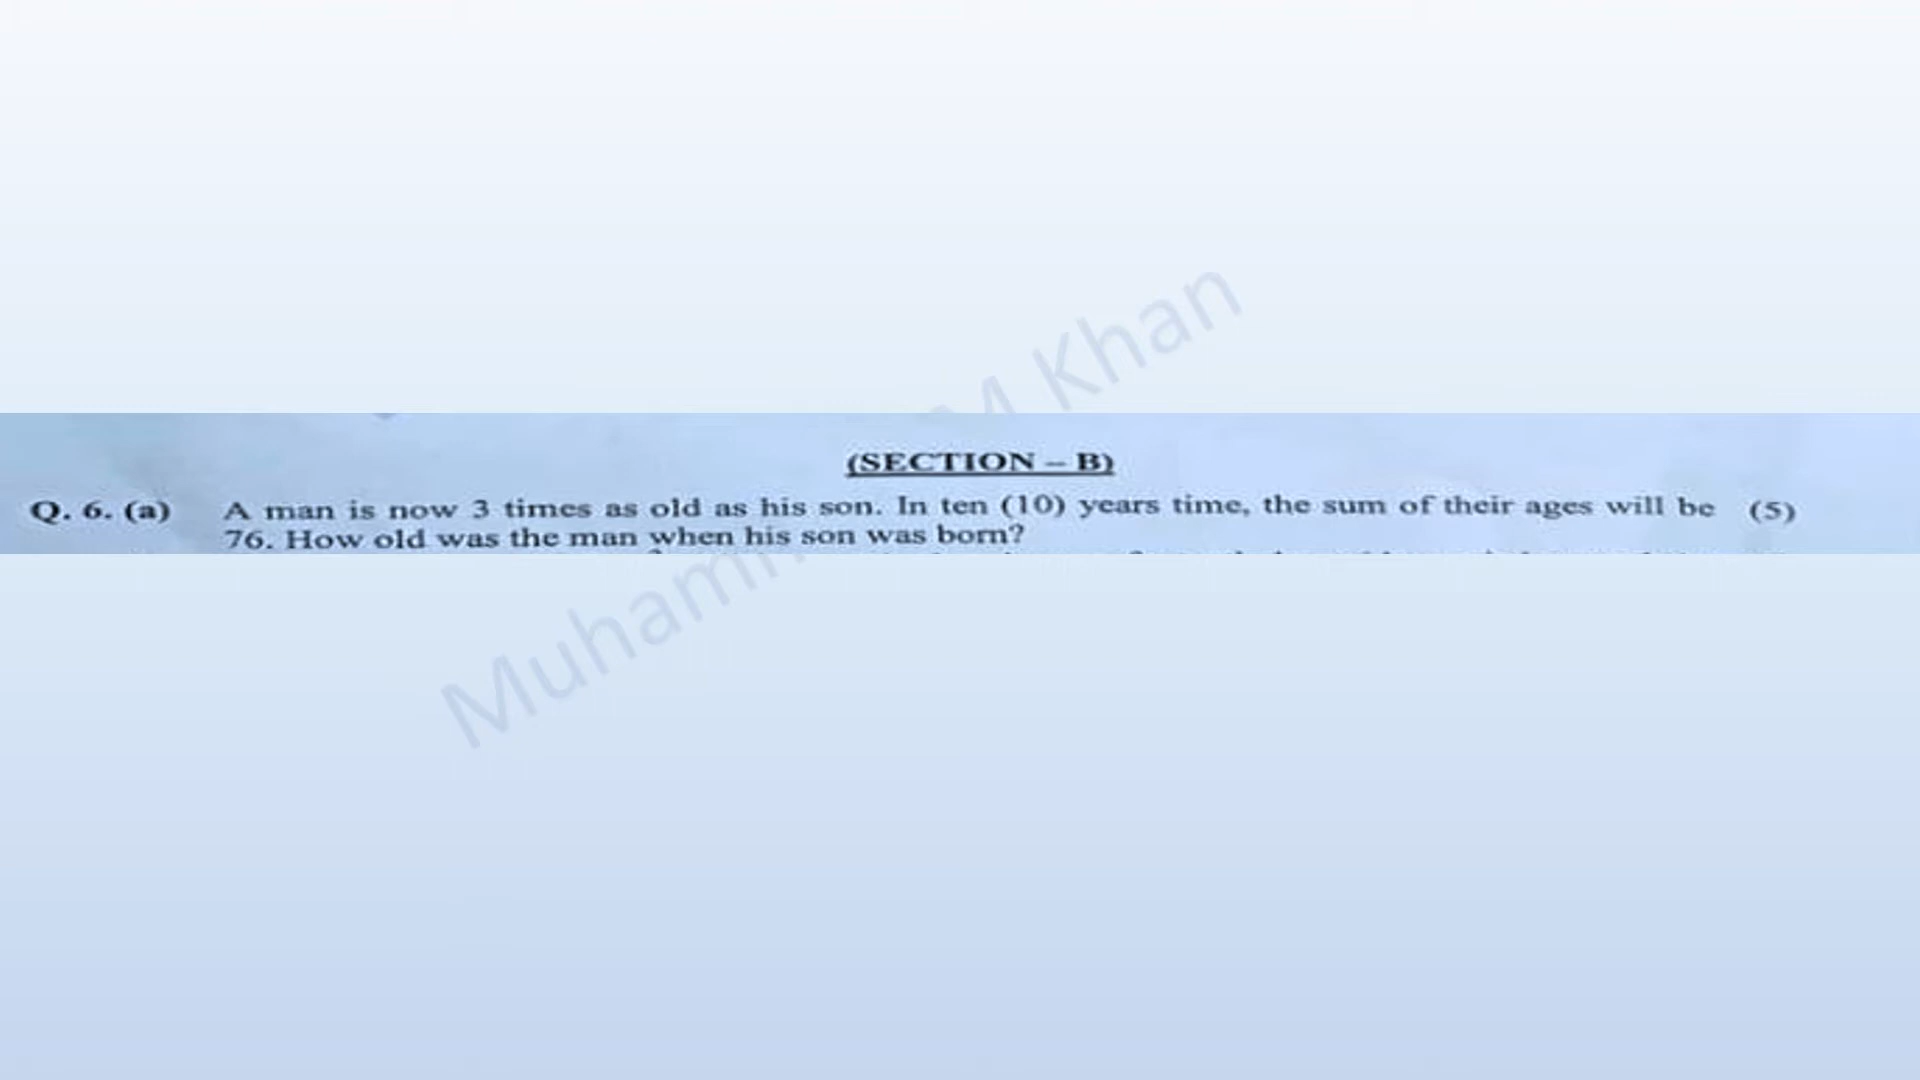 Khan
(SECTION – B)
Q. 6. (a) A man is now 3 times as old as his son. In ten (10) years time, the sum of their ages will be (5)
76. How old was the man when his son was born?